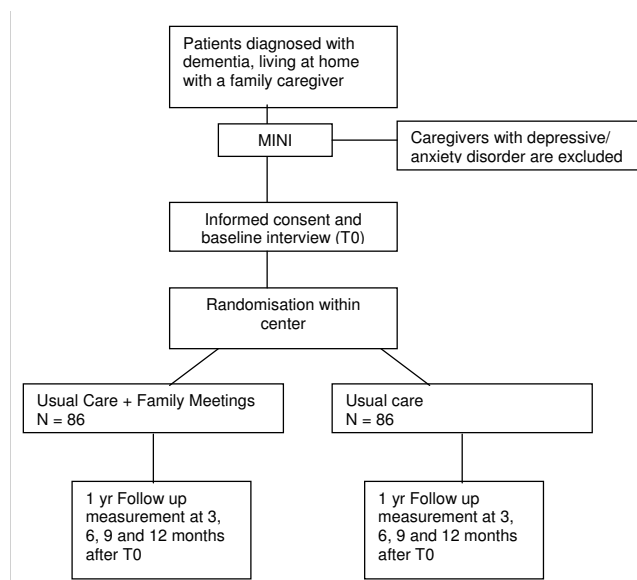 Patients diagnosed with
dementia, living at home
with a family caregiver
MINI
Caregivers with depressive/
anxiety disorder are excluded
Informed consent and
baseline interview (T0)
Randomisation within
center
Usual Care + Family Meetings
N = 86
Usual care
N = 86
1 yr Follow up
measurement at 3,
6, 9 and 12 months
after T0
1 yr Follow up
measurement at 3,
6, 9 and 12 months
after T0